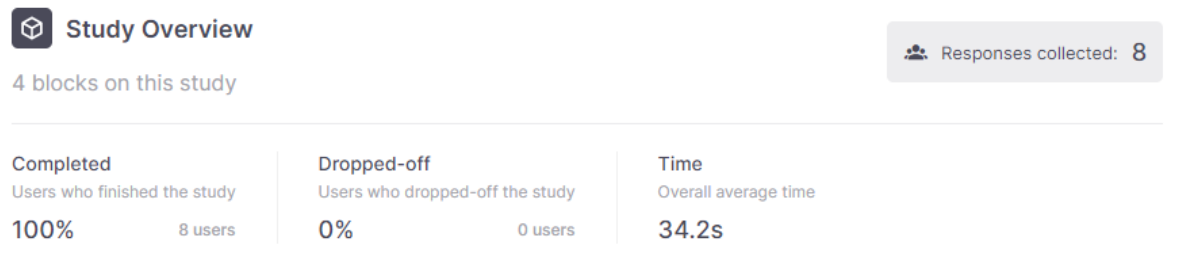 Study Overview
Responses collected: 8
4 blocks on this study
Completed
Users who finished the study
100% 8 users
Dropped-off
Users who dropped-off the study
0% 0 users
Time
Overall average time
34.2s